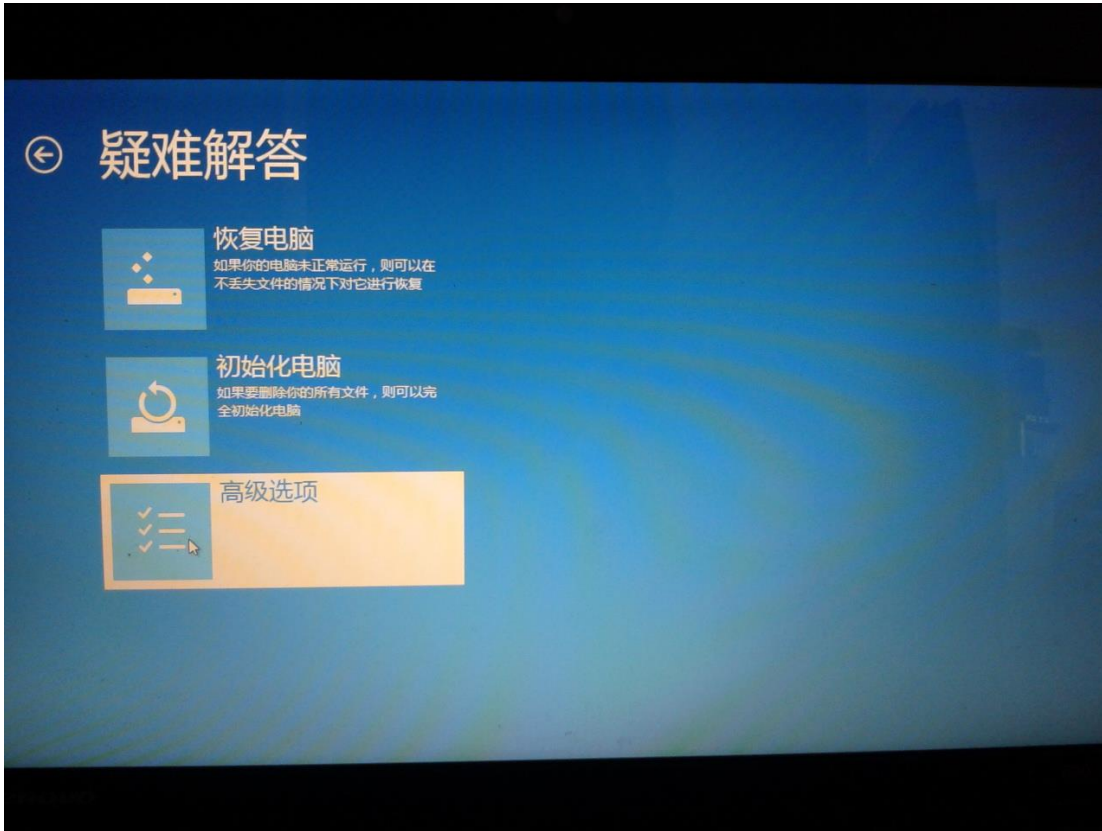 疑难解答
恢复电脑
如果你的电脑未正常运行，则可以在
不丢失文件的情况下对它进行恢复
初始化电脑
如果要删除你的所有文件，则可以完
全初始化电脑
高级选项